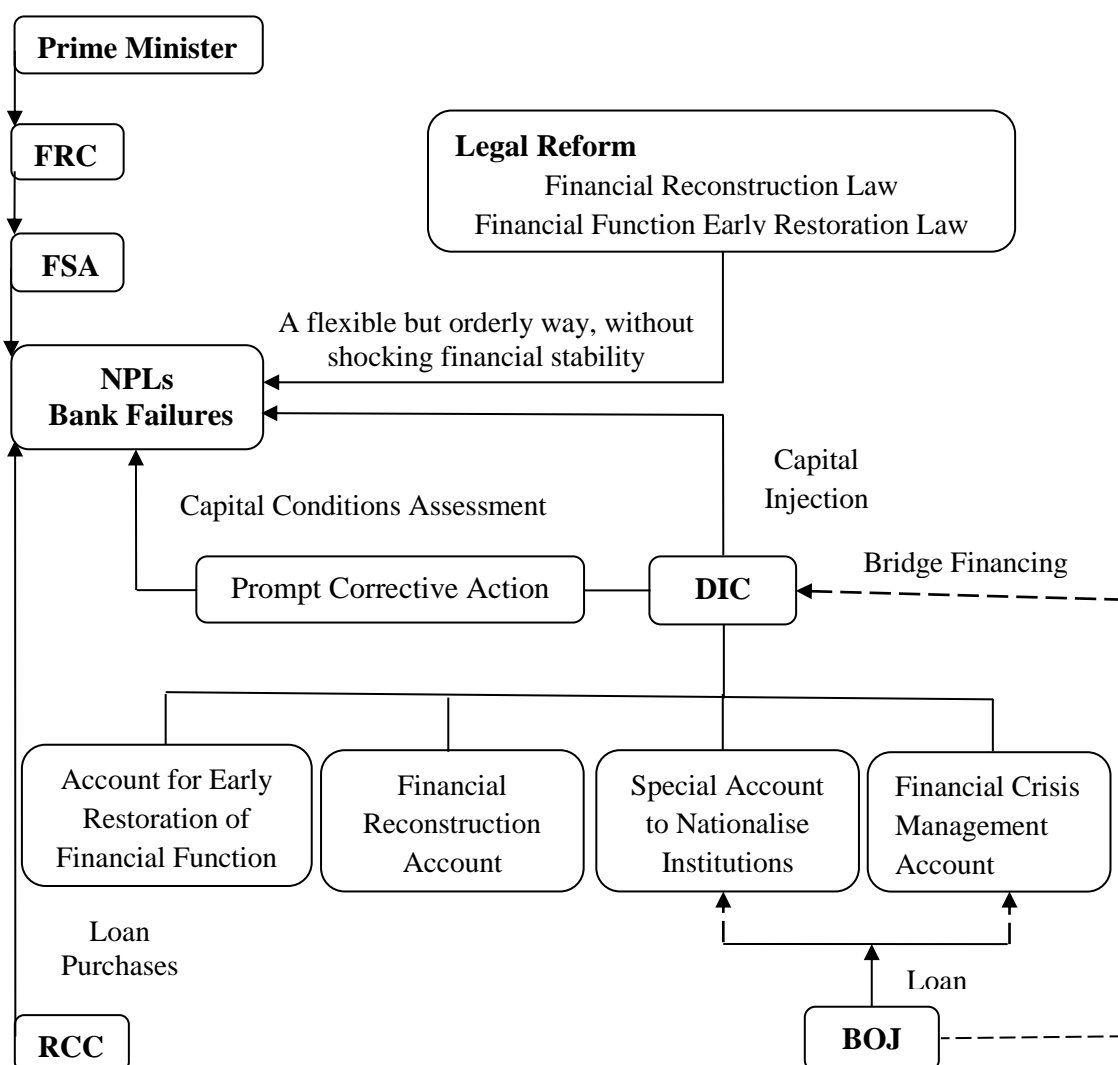 Prime Minister
FRC
Legal Reform
Financial Reconstruction Law
Financial Function Early Restoration Law
FSA
A flexible but orderly way, without
shocking financial stability
NPLs
Bank Failures
Capital
Injection
Capital Conditions Assessment
Bridge Financing
Prompt Corrective Action
DIC
Account for Early
Restoration of
Financial Function
Financial
Reconstruction
Account
Special Account
to Nationalise
Institutions
Financial Crisis
Management
Account
Loan
Purchases
Loan
RCC
BOJ